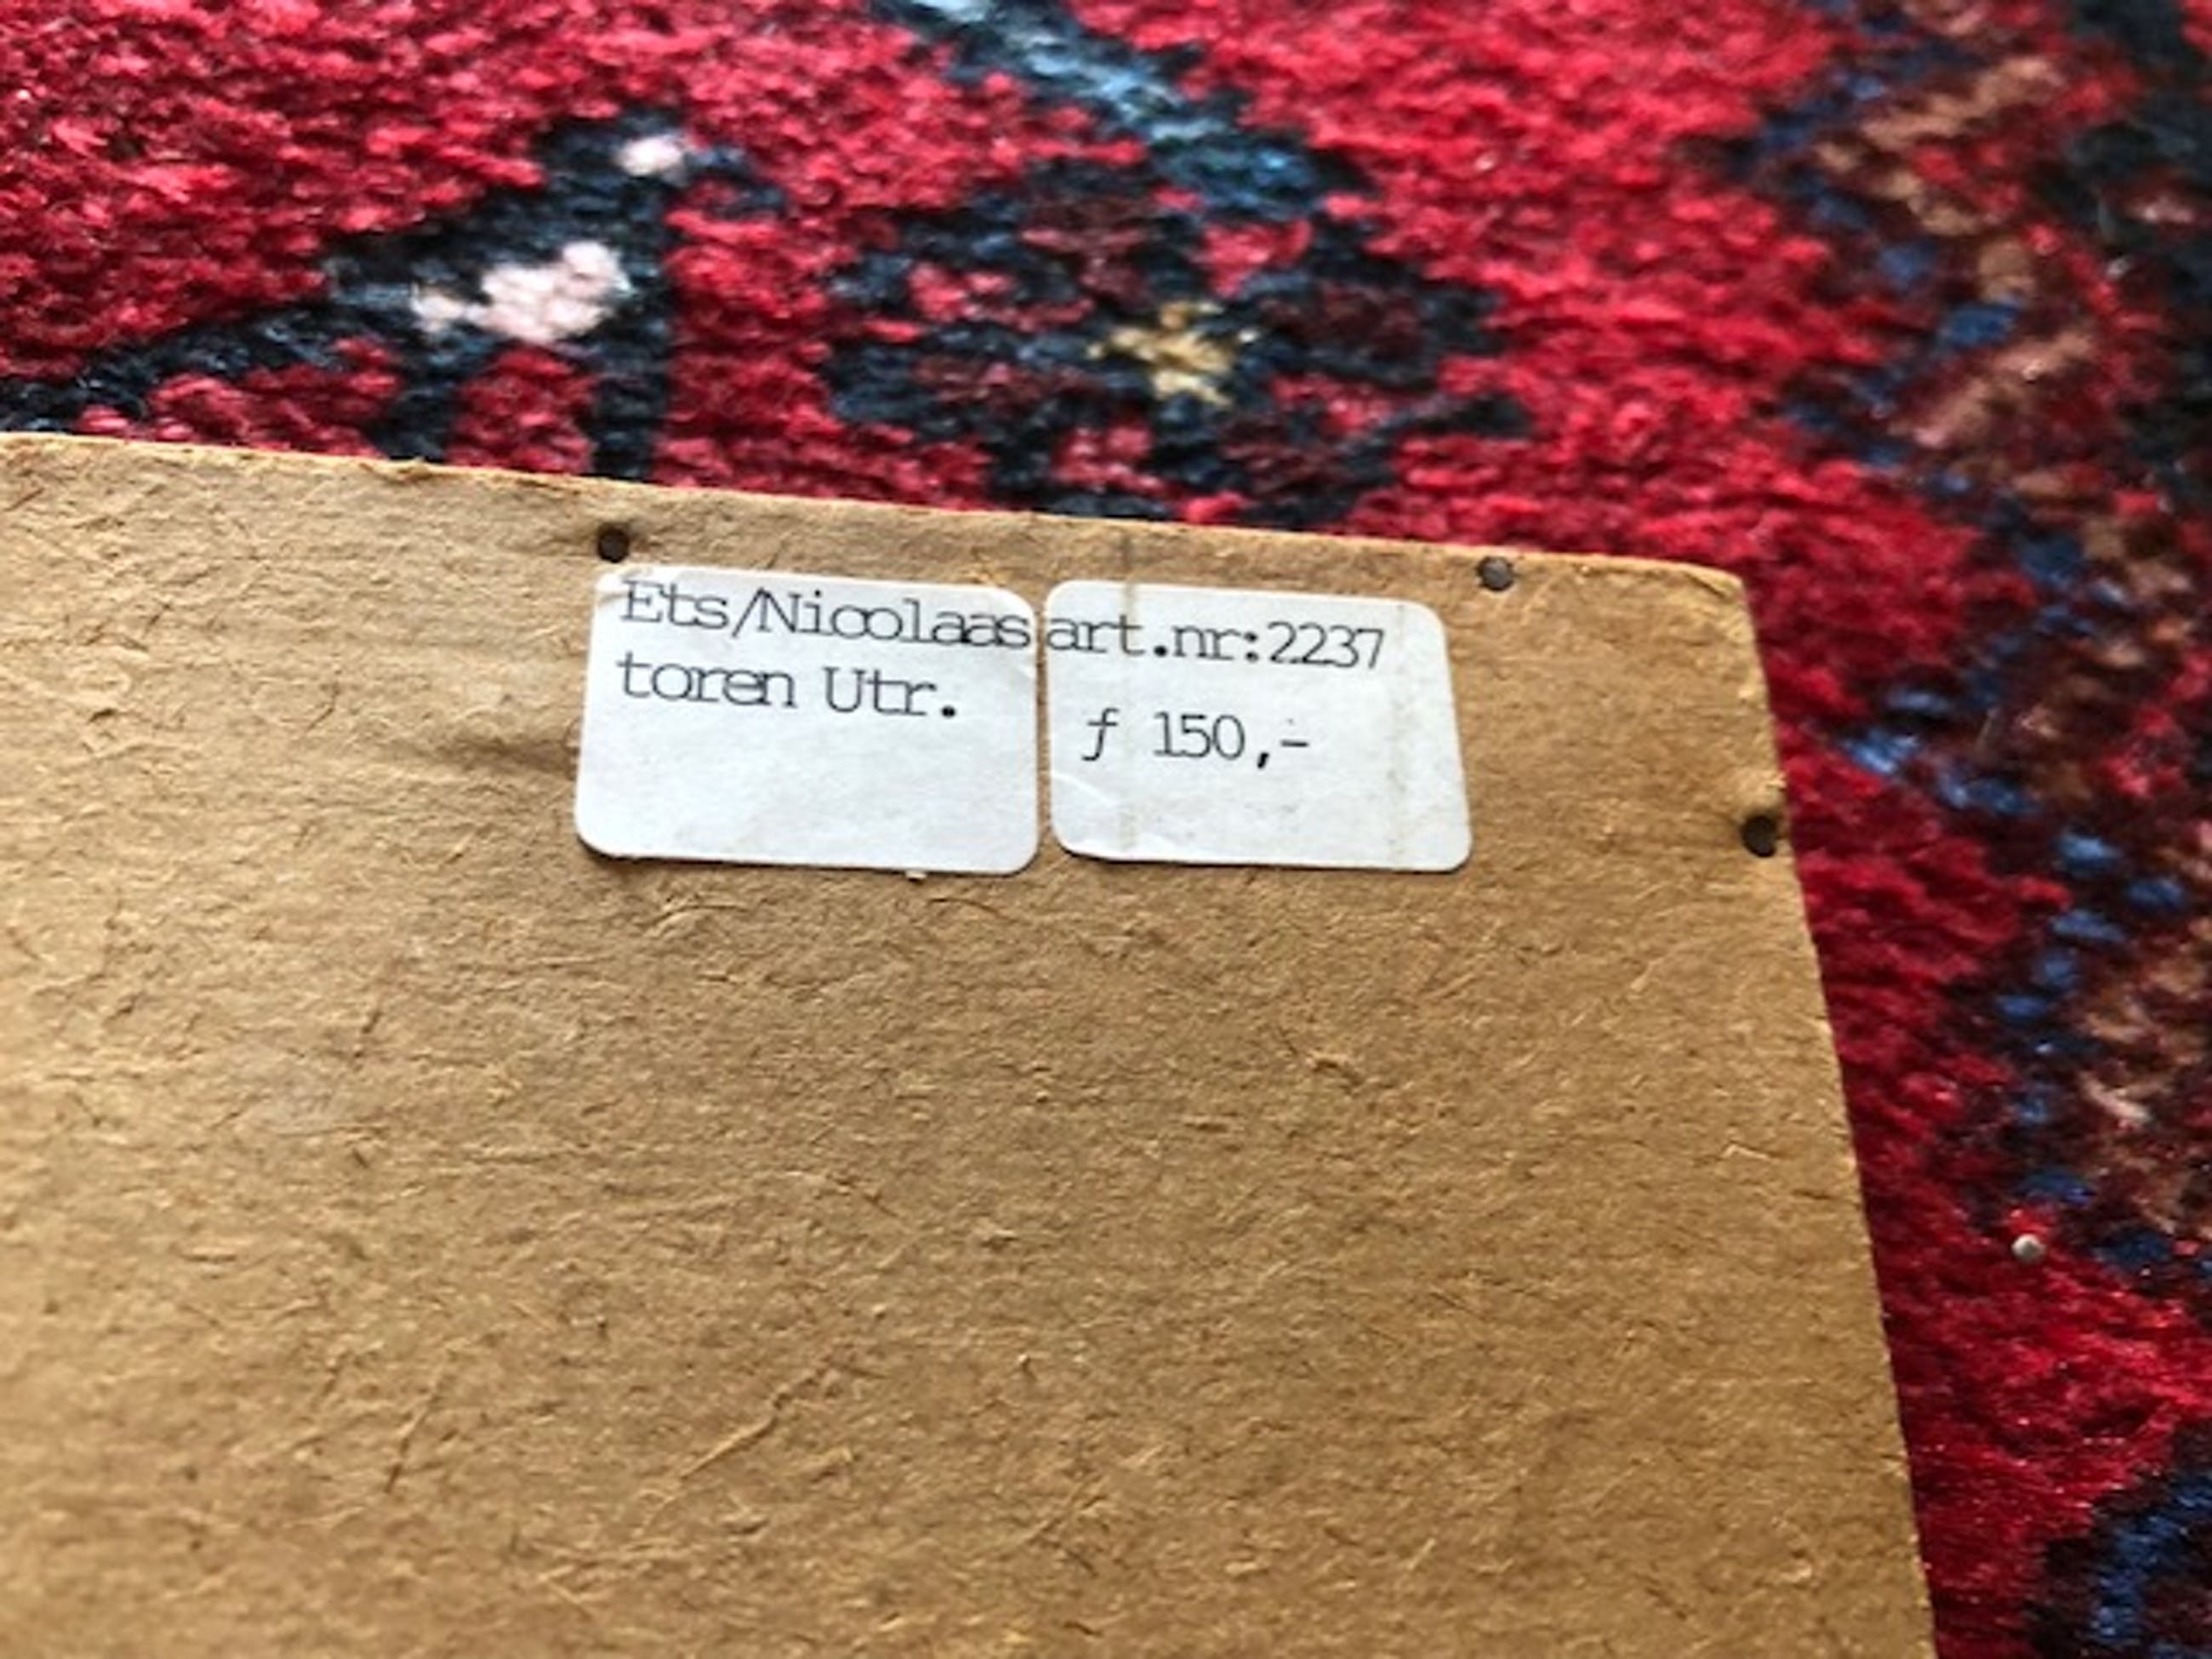 Ets/Nicolaas
toren Utr.
art.nr:2237
ƒ 150,-